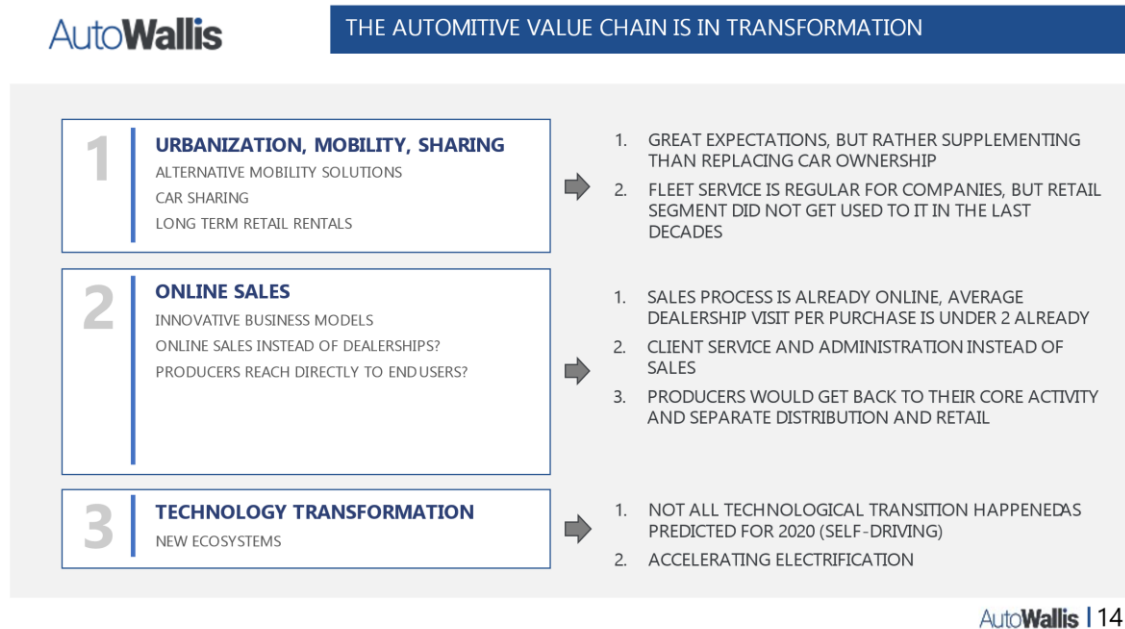 AutoWallis
THE AUTOMITIVE VALUE CHAIN IS IN TRANSFORMATION
1
URBANIZATION, MOBILITY, SHARING
ALTERNATIVE MOBILITY SOLUTIONS
CAR SHARING
LONG TERM RETAIL RENTALS
1. GREAT EXPECTATIONS, BUT RATHER SUPPLEMENTING
THAN REPLACING CAR OWNERSHIP
2. FLEET SERVICE IS REGULAR FOR COMPANIES, BUT RETAIL
SEGMENT DID NOT GET USED TO IT IN THE LAST
DECADES
2
ONLINE SALES
INNOVATIVE BUSINESS MODELS
ONLINE SALES INSTEAD OF DEALERSHIPS?
PRODUCERS REACH DIRECTLY TO END USERS?
1. SALES PROCESS IS ALREADY ONLINE, AVERAGE
DEALERSHIP VISIT PER PURCHASE IS UNDER 2 ALREADY
2. CLIENT SERVICE AND ADMINISTRATION INSTEAD OF
SALES
3. PRODUCERS WOULD GET BACK TO THEIR CORE ACTIVITY
AND SEPARATE DISTRIBUTION AND RETAIL
3
TECHNOLOGY TRANSFORMATION
NEW ECOSYSTEMS
1. NOT ALL TECHNOLOGICAL TRANSITION HAPPENED AS
PREDICTED FOR 2020 (SELF-DRIVING)
2. ACCELERATING ELECTRIFICATION
AutoWallis | 14